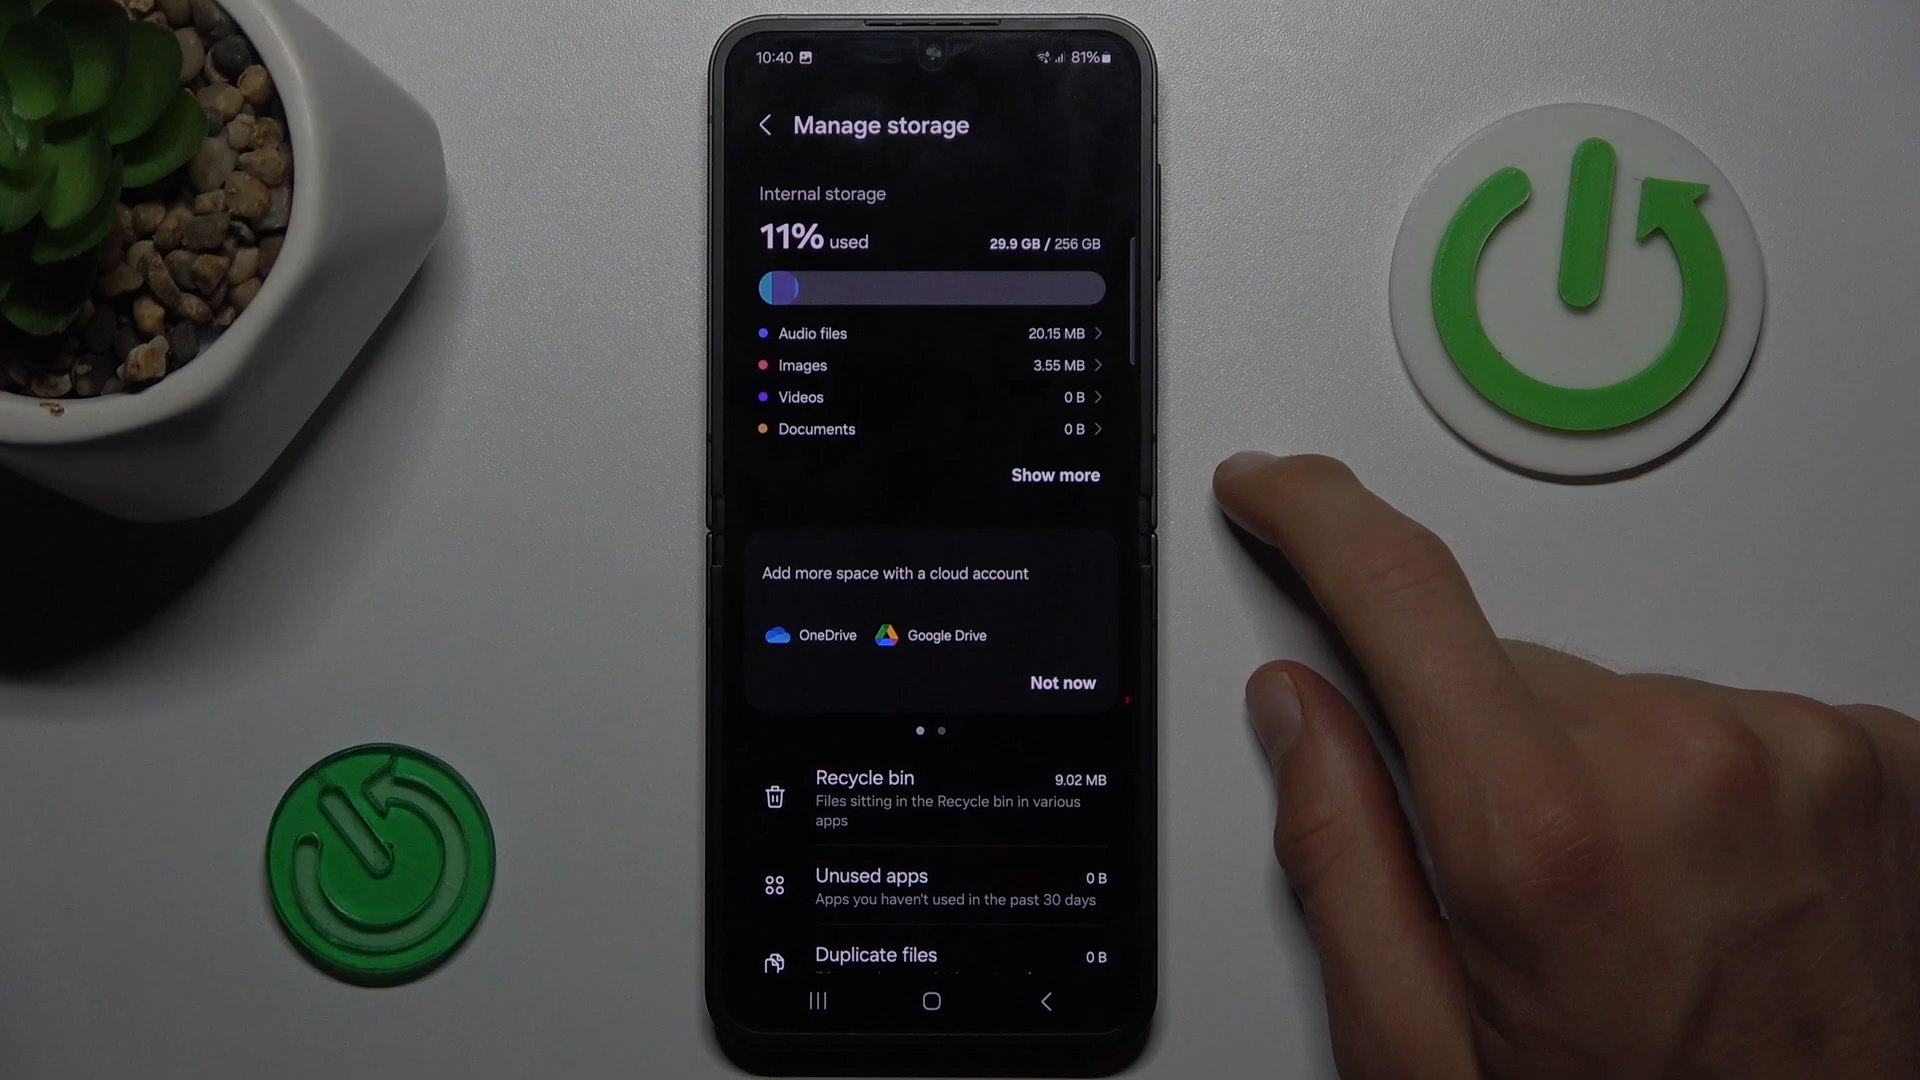 10:40
81%
Manage storage
Internal storage
11% used
29.9 GB / 256 GB
Audio files
20.15 MB
Images
3.55 MB
Videos
0 B
Documents
0 B
Show more
Add more space with a cloud account
OneDrive
Google Drive
Not now
Recycle bin
9.02 MB
Files sitting in the Recycle bin in various
apps
Unused apps
0 B
Apps you haven't used in the past 30 days
Duplicate files
0 B